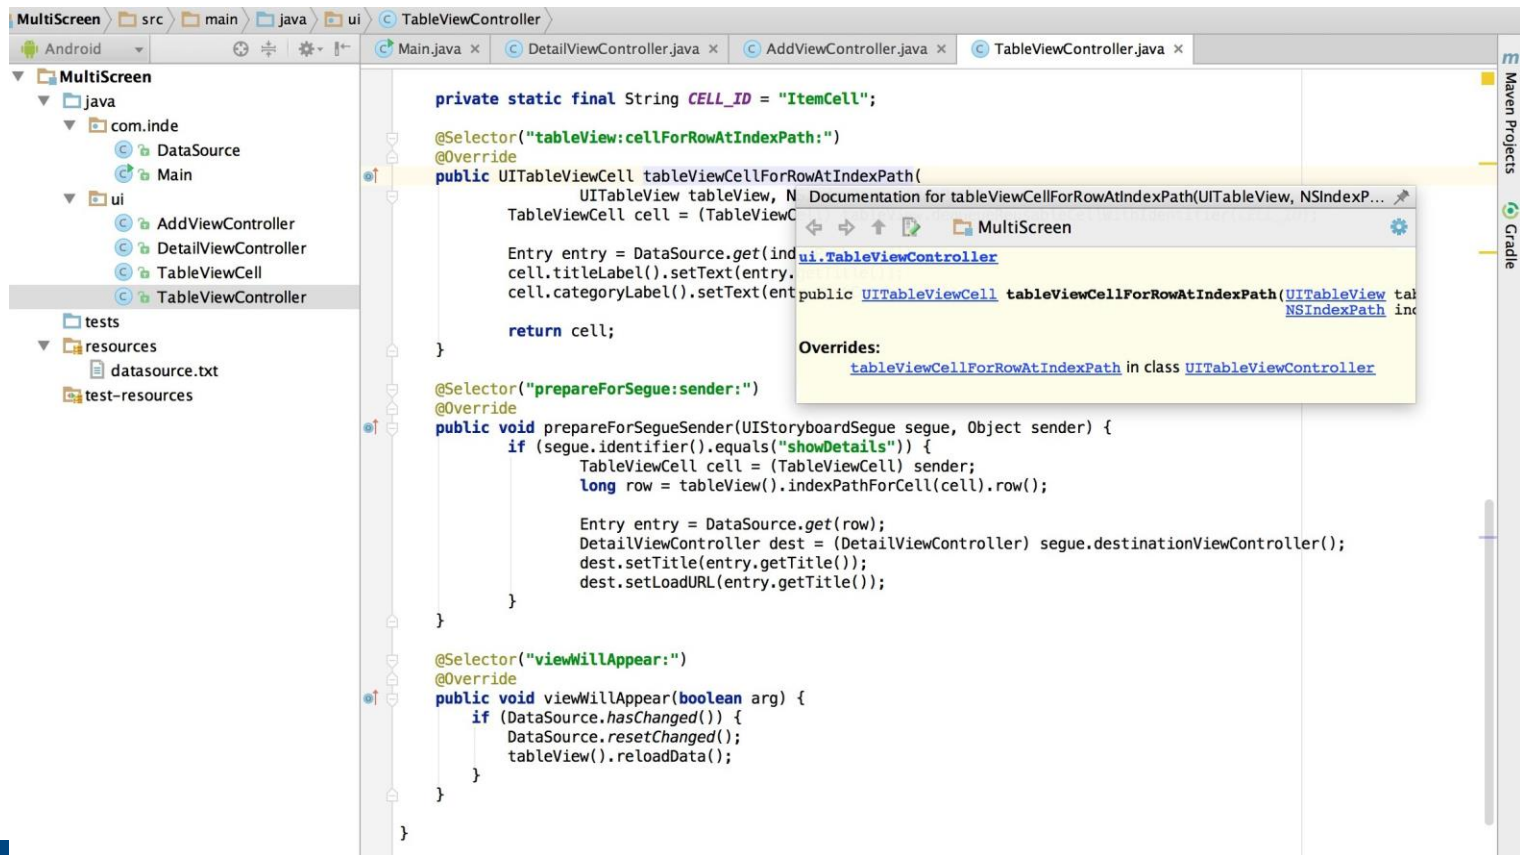 MultiScreen src main java ui TableViewController
Android
Main.java × DetailViewController.java × AddViewController.java × TableViewController.java ×
MultiScreen
java
com.inde
DataSource
Main
ui
AddViewController
DetailViewController
TableViewCell
TableViewController
tests
resources
datasource.txt
test-resources
private static final String CELL_ID = "ItemCell";
@Selector("tableView:cellForRowAtIndexPath:")
@Override
public UITableViewCell tableViewCellForRowAtIndexPath(
UITableView tableView, N
TableViewCell cell = (TableViewC
Entry entry = DataSource.get(ind
cell.titleLabel().setText(entry.
cell.categoryLabel().setText(ent
return cell;
}
@Selector("prepareForSegue:sender:")
@Override
public void prepareForSegueSender(UIStoryboardSegue segue, Object sender) {
if (segue.identifier().equals("showDetails")) {
TableViewCell cell = (TableViewCell) sender;
long row = tableView().indexPathForCell(cell).row();
Entry entry = DataSource.get(row);
DetailViewController dest = (DetailViewController) segue.destinationViewController();
dest.setTitle(entry.getTitle());
dest.setLoadURL(entry.getTitle());
}
}
@Selector("viewWillAppear:")
@Override
public void viewWillAppear(boolean arg) {
if (DataSource.hasChanged()) {
DataSource.resetChanged();
tableView().reloadData();
}
}
}
Documentation for tableViewCellForRowAtIndexPath(UITableView, NSIndexP...
MultiScreen
ui.TableViewController
public UITableViewCell tableViewCellForRowAtIndexPath(UITableView tab
NSIndexPath ind
Overrides:
tableViewCellForRowAtIndexPath in class UITableViewController
m Maven Projects
Gradle